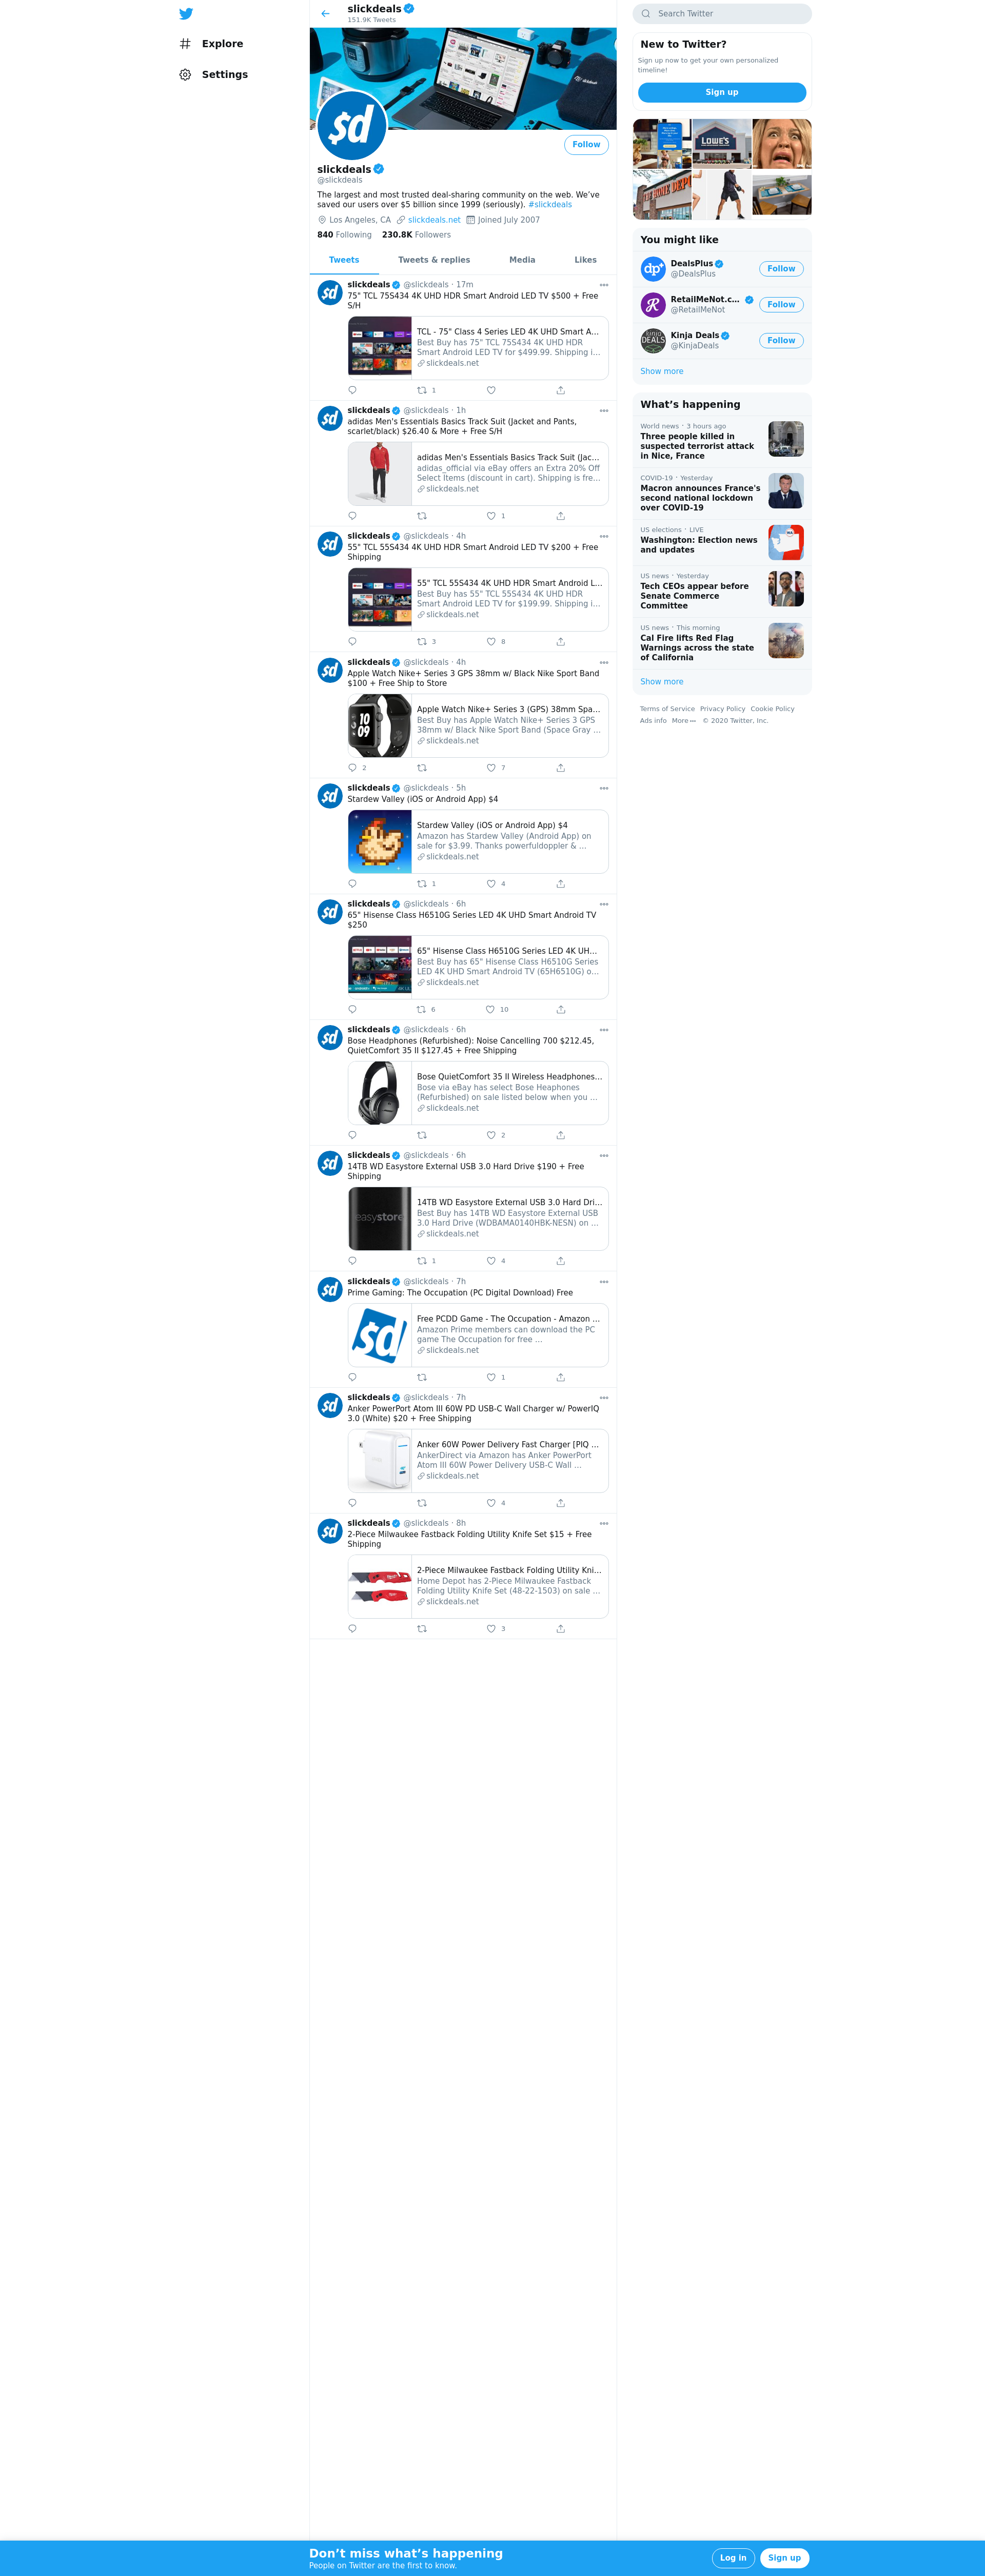 Explore
Settings
slickdeals
151.9K Tweets
$d
Follow
slickdeals
@slickdeals
The largest and most trusted deal-sharing community on the web. We've
saved our users over $5 billion since 1999 (seriously). #slickdeals
Los Angeles, CA slickdeals.net Joined July 2007
840 Following 230.8K Followers
Tweets Tweets & replies Media Likes
$d
slickdeals @slickdeals · 17m
75" TCL 75S434 4K UHD HDR Smart Android LED TV $500 + Free
S/H
TCL - 75" Class 4 Series LED 4K UHD Smart A...
Best Buy has 75" TCL 75S434 4K UHD HDR
Smart Android LED TV for $499.99. Shipping i...
slickdeals.net
1
$d
slickdeals @slickdeals · 1h
adidas Men's Essentials Basics Track Suit (Jacket and Pants,
scarlet/black) $26.40 & More + Free S/H
adidas Men's Essentials Basics Track Suit (Jac...
adidas_official via eBay offers an Extra 20% Off
Select Items (discount in cart). Shipping is fre...
slickdeals.net
1
$d
slickdeals @slickdeals · 4h
55" TCL 55S434 4K UHD HDR Smart Android LED TV $200 + Free
Shipping
55" TCL 55S434 4K UHD HDR Smart Android L...
Best Buy has 55" TCL 55S434 4K UHD HDR
Smart Android LED TV for $199.99. Shipping i...
slickdeals.net
3 8
$d
slickdeals @slickdeals · 4h
Apple Watch Nike+ Series 3 GPS 38mm w/ Black Nike Sport Band
$100 + Free Ship to Store
10
09
Apple Watch Nike+ Series 3 (GPS) 38mm Spa...
Best Buy has Apple Watch Nike+ Series 3 GPS
38mm w/ Black Nike Sport Band (Space Gray ...
slickdeals.net
2 7
$d
slickdeals @slickdeals · 5h
Stardew Valley (iOS or Android App) $4
Stardew Valley (iOS or Android App) $4
Amazon has Stardew Valley (Android App) on
sale for $3.99. Thanks powerfuldoppler & ...
slickdeals.net
1 4
$d
slickdeals @slickdeals · 6h
65" Hisense Class H6510G Series LED 4K UHD Smart Android TV
$250
65" Hisense Class H6510G Series LED 4K UH...
Best Buy has 65" Hisense Class H6510G Series
LED 4K UHD Smart Android TV (65H6510G) o...
slickdeals.net
6 10
$d
slickdeals @slickdeals · 6h
Bose Headphones (Refurbished): Noise Cancelling 700 $212.45,
QuietComfort 35 II $127.45 + Free Shipping
Bose QuietComfort 35 II Wireless Headphones...
Bose via eBay has select Bose Heaphones
(Refurbished) on sale listed below when you ...
slickdeals.net
2
$d
slickdeals @slickdeals · 6h
14TB WD Easystore External USB 3.0 Hard Drive $190 + Free
Shipping
easystore
14TB WD Easystore External USB 3.0 Hard Dri...
Best Buy has 14TB WD Easystore External USB
3.0 Hard Drive (WDBAMA0140HBK-NESN) on ...
slickdeals.net
1 4
$d
slickdeals @slickdeals · 7h
Prime Gaming: The Occupation (PC Digital Download) Free
$d
Free PCDD Game - The Occupation - Amazon ...
Amazon Prime members can download the PC
game The Occupation for free ...
slickdeals.net
1
$d
slickdeals @slickdeals · 7h
Anker PowerPort Atom III 60W PD USB-C Wall Charger w/ PowerIQ
3.0 (White) $20 + Free Shipping
Anker 60W Power Delivery Fast Charger [PIQ ...
AnkerDirect via Amazon has Anker PowerPort
Atom III 60W Power Delivery USB-C Wall ...
slickdeals.net
4
$d
slickdeals @slickdeals · 8h
2-Piece Milwaukee Fastback Folding Utility Knife Set $15 + Free
Shipping
2-Piece Milwaukee Fastback Folding Utility Kni...
Home Depot has 2-Piece Milwaukee Fastback
Folding Utility Knife Set (48-22-1503) on sale ...
slickdeals.net
3
Search Twitter
New to Twitter?
Sign up now to get your own personalized
timeline!
Sign up
LOWE'S
You might like
dp+
DealsPlus
@DealsPlus
Follow
R
RetailMeNot.c...
@RetailMeNot
Follow
KINJA
DEALS
Kinja Deals
@KinjaDeals
Follow
Show more
What's happening
World news · 3 hours ago
Three people killed in
suspected terrorist attack
in Nice, France
COVID-19 · Yesterday
Macron announces France's
second national lockdown
over COVID-19
US elections · LIVE
Washington: Election news
and updates
US news · Yesterday
Tech CEOs appear before
Senate Commerce
Committee
US news · This morning
Cal Fire lifts Red Flag
Warnings across the state
of California
Show more
Terms of Service Privacy Policy Cookie Policy
Ads info More © 2020 Twitter, Inc.
Don't miss what's happening
People on Twitter are the first to know.
Log in
Sign up